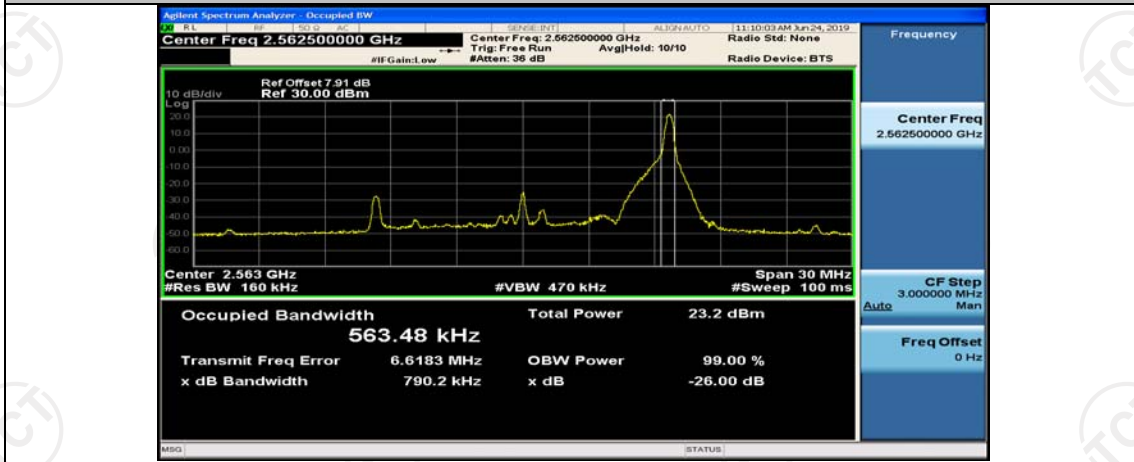 Agilent Spectrum Analyzer - Occupied BW
RL RF 50 Ω AC SENSE:INT ALIGN AUTO 11:10:03 AM Jun 24, 2019
Center Freq 2.562500000 GHz Center Freq: 2.562500000 GHz Radio Std: None Frequency
Trig: Free Run Avg|Hold: 10/10
#IFGain:Low #Atten: 36 dB Radio Device: BTS
Ref Offset 7.91 dB
10 dB/div Ref 30.00 dBm
Log
20.0
10.0
0.00
-10.0
-20.0
-30.0
-40.0
-50.0
-60.0
Center Freq
2.562500000 GHz
Center 2.563 GHz Span 30 MHz
#Res BW 160 kHz #VBW 470 kHz #Sweep 100 ms
CF Step
3.000000 MHz
Auto Man
Occupied Bandwidth Total Power 23.2 dBm
563.48 kHz
Freq Offset
0 Hz
Transmit Freq Error 6.6183 MHz OBW Power 99.00 %
x dB Bandwidth 790.2 kHz x dB -26.00 dB
MSG STATUS